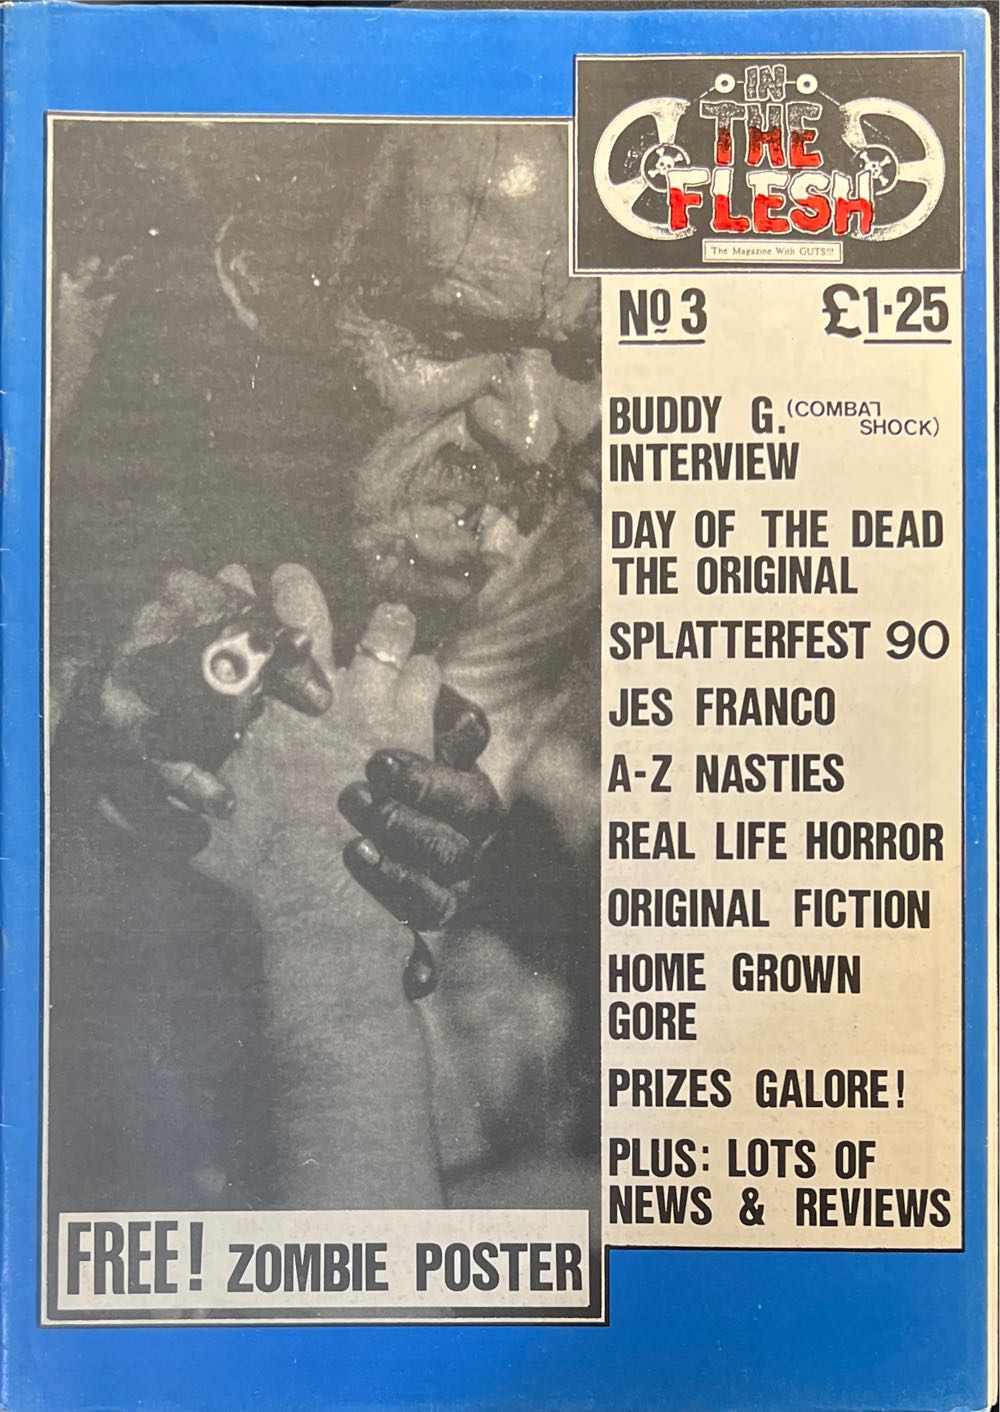 IN
THE
FLESH
The Magazine With GUTS!!!
Nº 3 £1·25
BUDDY G. (COMBAT
SHOCK)
INTERVIEW
DAY OF THE DEAD
THE ORIGINAL
SPLATTERFEST 90
JES FRANCO
A-Z NASTIES
REAL LIFE HORROR
ORIGINAL FICTION
HOME GROWN
GORE
PRIZES GALORE!
PLUS: LOTS OF
NEWS & REVIEWS
FREE! ZOMBIE POSTER